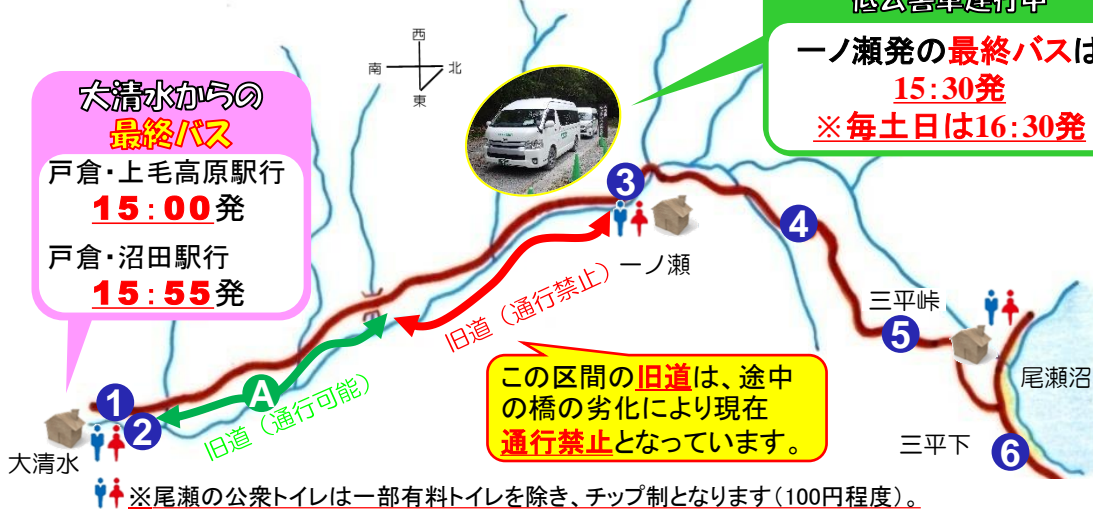 低公害車運行中
一ノ瀬発の最終バスは
15:30発
※毎土日は16:30発
西
南
北
東
大清水からの
最終バス
戸倉・上毛高原駅行
15:00発
戸倉・沼田駅行
15:55発
3
4
一ノ瀬
旧道（通行禁止）
三平峠
5
尾瀬沼
この区間の旧道は、途中
の橋の劣化により現在
通行禁止となっています。
A
旧道（通行可能）
1
2
大清水
三平下
6
※尾瀬の公衆トイレは一部有料トイレを除き、チップ制となります（100円程度）。